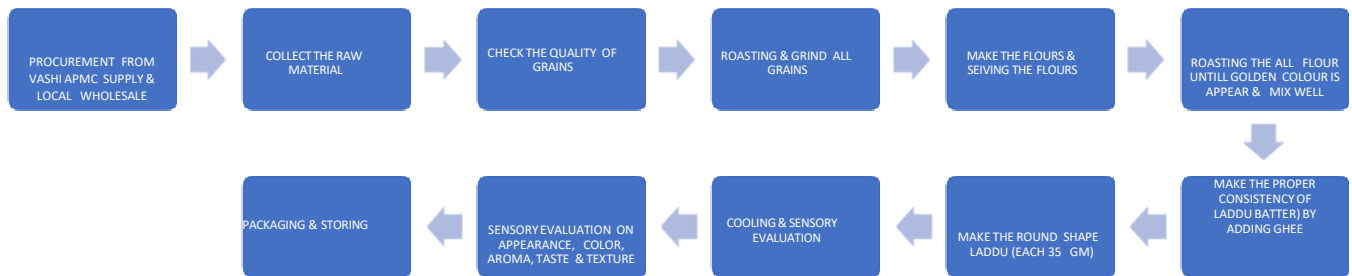 PROCUREMENT FROM
VASHI APMC SUPPLY &
LOCAL WHOLESALE
COLLECT THE RAW
MATERIAL
CHECK THE QUALITY OF
GRAINS
ROASTING & GRIND ALL
GRAINS
MAKE THE FLOURS &
SEIVING THE FLOURS
ROASTING THE ALL FLOUR
UNTILL GOLDEN COLOUR IS
APPEAR & MIX WELL
MAKE THE PROPER
CONSISTENCY OF
LADDU BATTER) BY
ADDING GHEE
MAKE THE ROUND SHAPE
LADDU (EACH 35 GM)
COOLING & SENSORY
EVALUATION
SENSORY EVALUATION ON
APPEARANCE, COLOR,
AROMA, TASTE & TEXTURE
PACKAGING & STORING